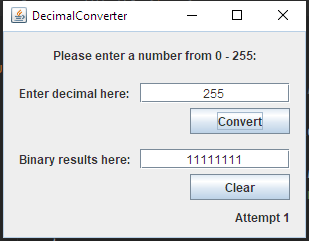 DecimalConverter
Please enter a number from 0 - 255:
Enter decimal here: 255
Convert
Binary results here: 11111111
Clear
Attempt 1